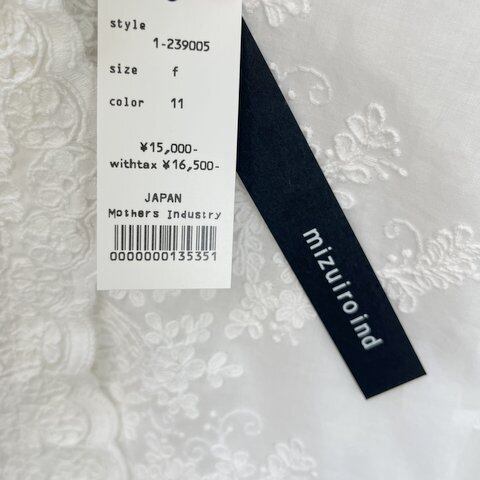 style
1-239005
size f
color 11
¥15,000-
withtax ¥16,500-
JAPAN
Mothers Industry
0000000135351
mizuiro ind